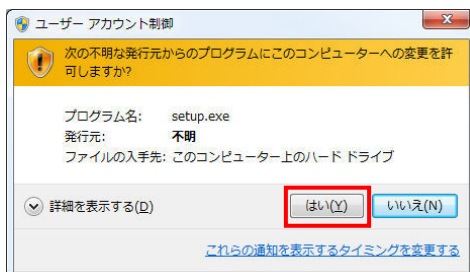 ユーザー アカウント制御
次の不明な発行元からのプログラムにこのコンピューターへの変更を許
可しますか?
プログラム名: setup.exe
発行元: 不明
ファイルの入手先: このコンピューター上のハード ドライブ
詳細を表示する(D) はい(Y) いいえ(N)
これらの通知を表示するタイミングを変更する